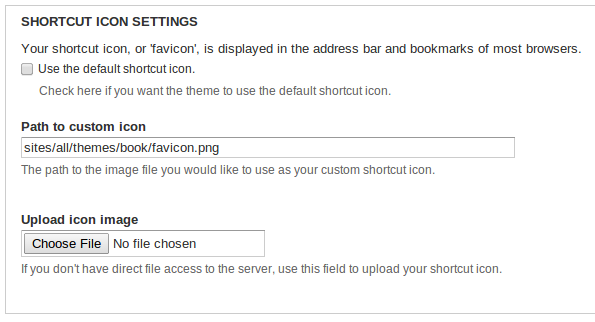 SHORTCUT ICON SETTINGS
Your shortcut icon, or 'favicon', is displayed in the address bar and bookmarks of most browsers.
Use the default shortcut icon.
Check here if you want the theme to use the default shortcut icon.
Path to custom icon
sites/all/themes/book/favicon.png
The path to the image file you would like to use as your custom shortcut icon.
Upload icon image
Choose File No file chosen
If you don't have direct file access to the server, use this field to upload your shortcut icon.